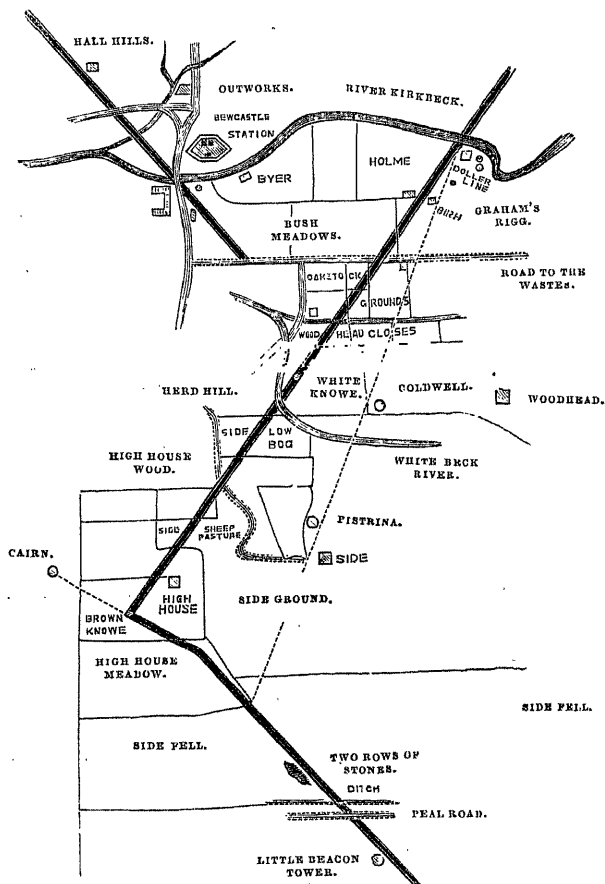 HALL HILLS.
OUTWORKS.
RIVER KIRKBECK.
BEWCASTLE
STATION
HOLME
BYER
DOLLER
LINE
BUSH
MEADOWS.
BUSH
GRAHAM'S
RIGG.
ROAD TO THE
WASTES.
OAKSTOCK
GROUNDS
WOOD HEAD CLOSES
HERD HILL.
WHITE
KNOWE.
COLDWELL.
WOODHEAD.
SIDE
LOW
BOG
HIGH HOUSE
WOOD.
WHITE BECK
RIVER.
SIDE
SHEEP
PASTURE
PISTRINA.
CAIRN.
SIDE
HIGH
HOUSE
SIDE GROUND.
BROWN
KNOWE
HIGH HOUSE
MEADOW.
SIDE FELL.
SIDE FELL.
TWO ROWS OF
STONES.
DITCH
PEAL ROAD.
LITTLE BEACON
TOWER.